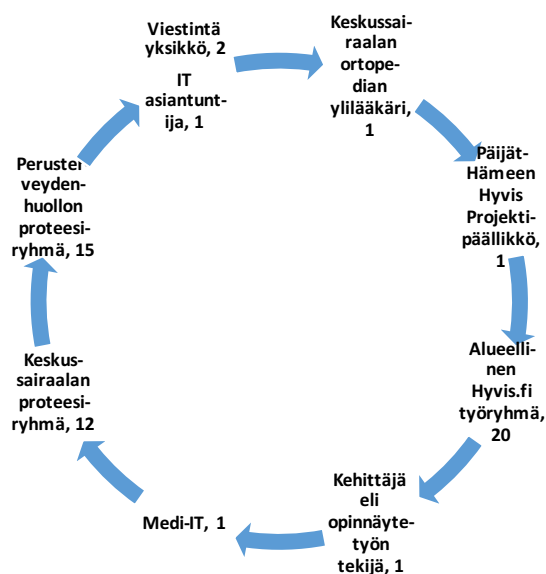 Viestintä
yksikkö, 2
IT
asiantunt-
ija, 1
Keskussai-
raalan
ortope-
dian
ylilääkäri,
1
Päijät-
Hämeen
Hyvis
Projekti-
päällikkö,
1
Alueelli-
nen
Hyvis.fi
työryhmä,
20
Kehittäjä
eli
opinnäyte-
työn
tekijä, 1
Medi-IT, 1
Keskus-
sairaalan
proteesi-
ryhmä, 12
Peruster
veyden-
huollon
proteesi-
ryhmä, 15